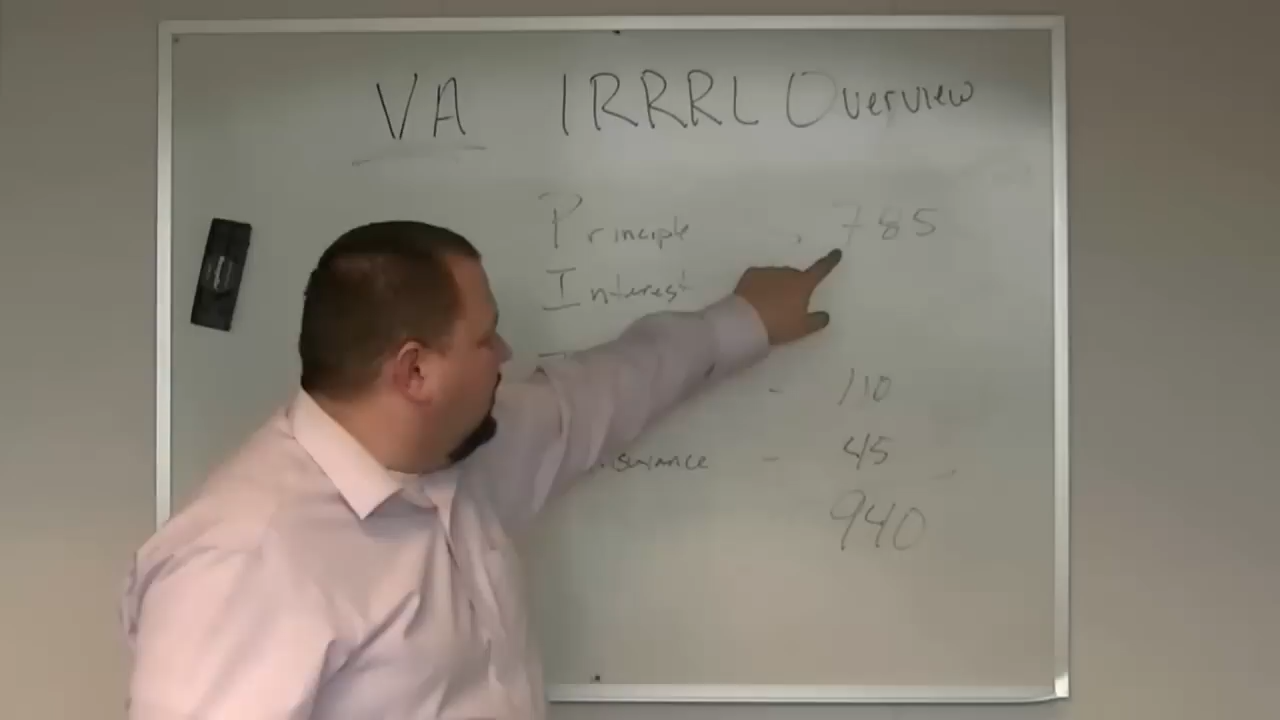 VA IRRRL Overview
Principle - 785
Interest
- 110
surance - 45
940